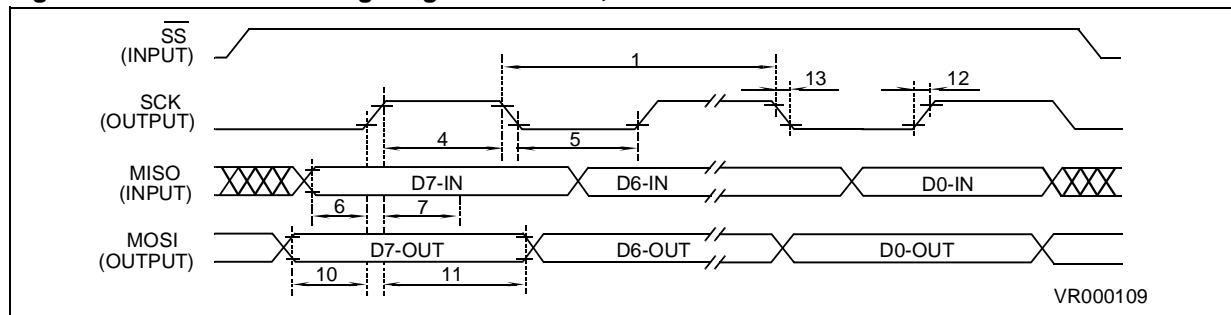 SS
(INPUT)
1
13
12
SCK
(OUTPUT)
4
5
MISO
(INPUT)
D7-IN
D6-IN
D0-IN
6
7
MOSI
(OUTPUT)
D7-OUT
D6-OUT
D0-OUT
10
11
VR000109